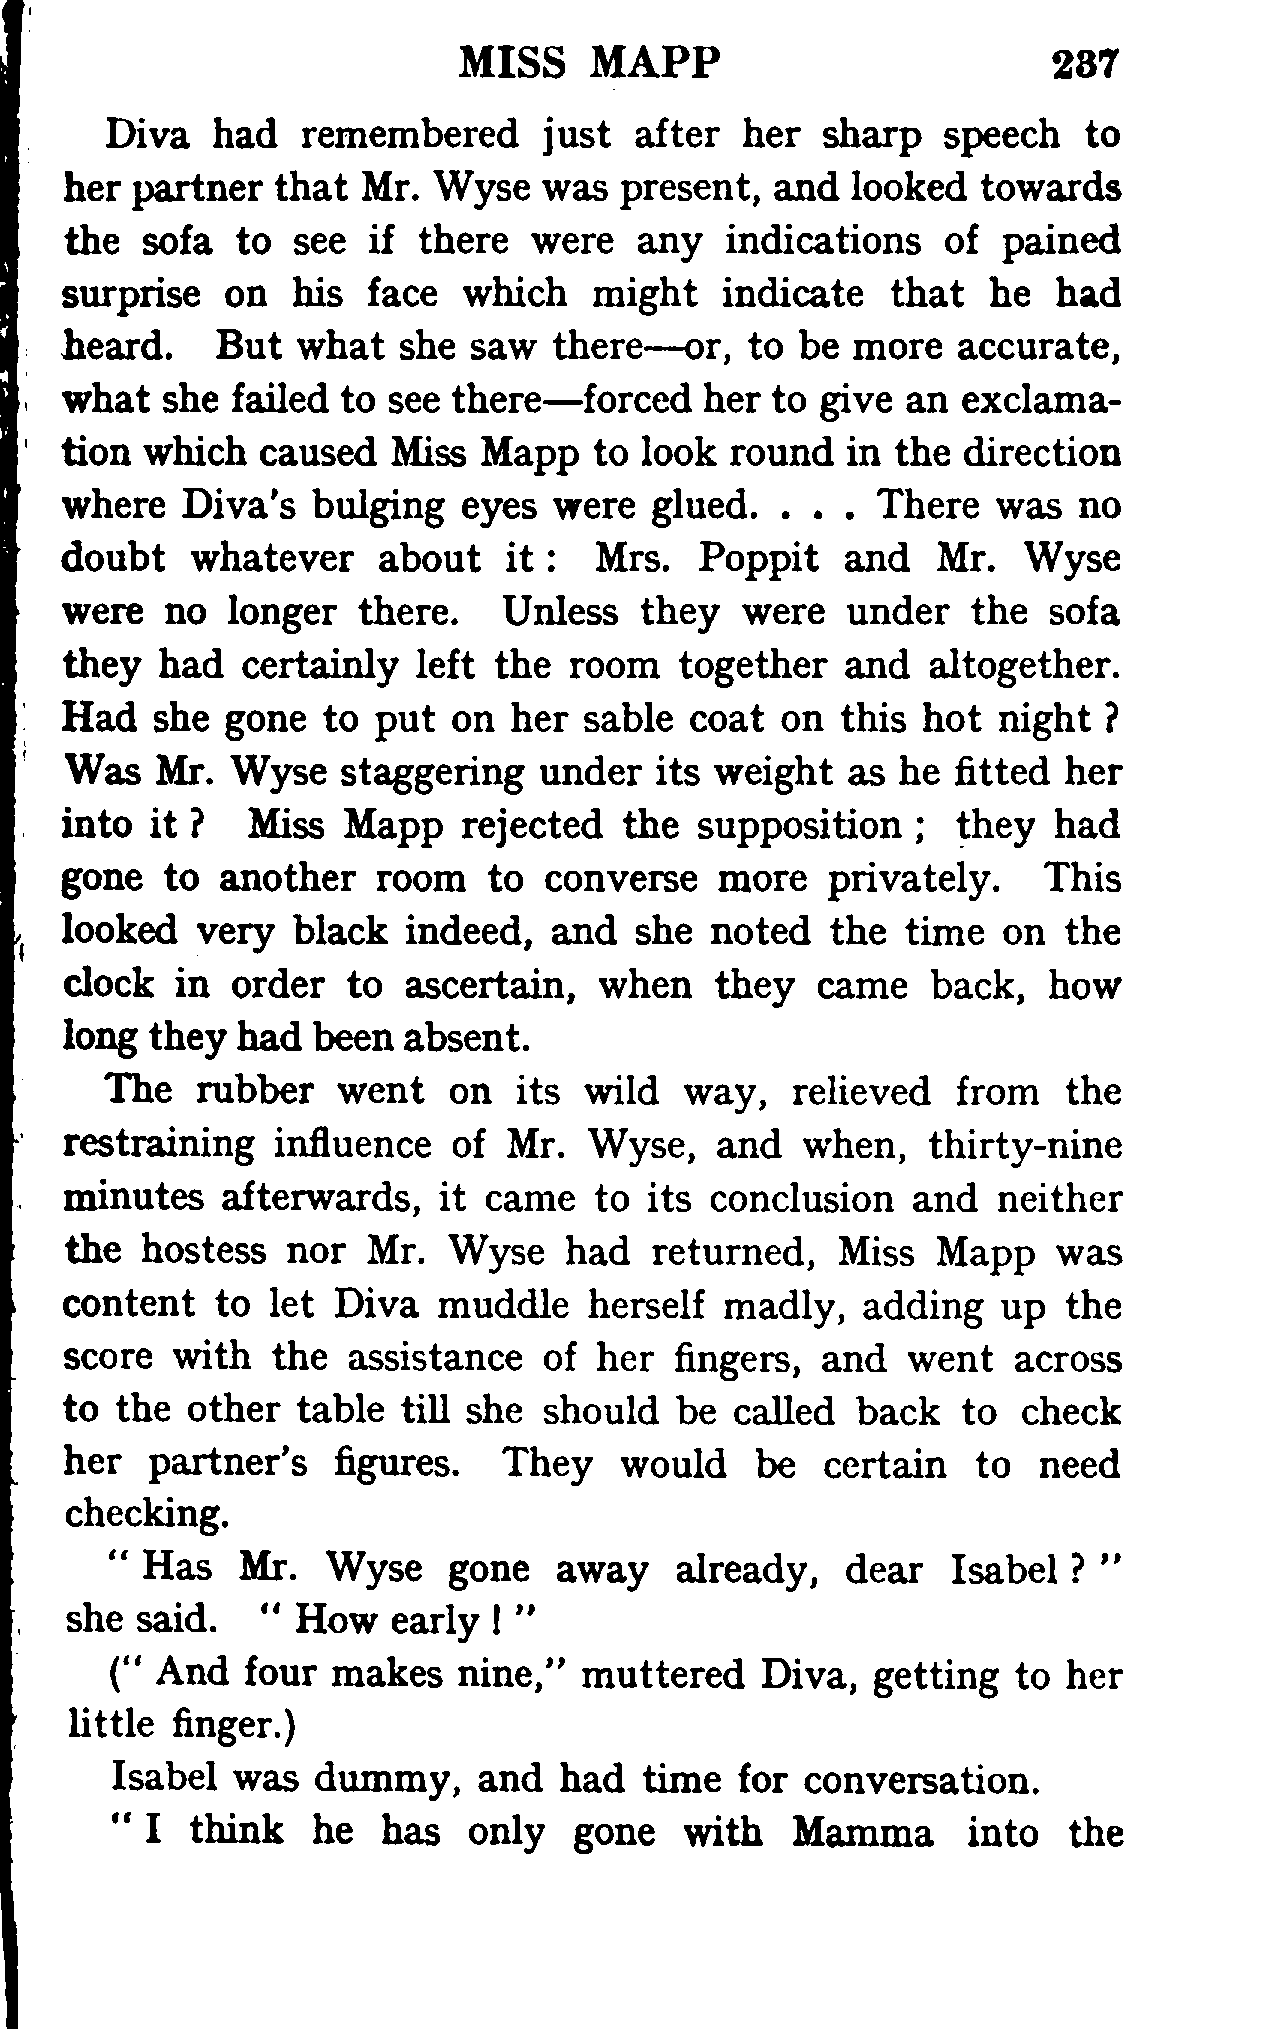 MISS MAPP 237
Diva had remembered just after her sharp speech to
her partner that Mr. Wyse was present, and looked towards
the sofa to see if there were any indications of pained
surprise on his face which might indicate that he had
heard. But what she saw there—or, to be more accurate,
what she failed to see there—forced her to give an exclama-
tion which caused Miss Mapp to look round in the direction
where Diva's bulging eyes were glued. . . . There was no
doubt whatever about it : Mrs. Poppit and Mr. Wyse
were no longer there. Unless they were under the sofa
they had certainly left the room together and altogether.
Had she gone to put on her sable coat on this hot night ?
Was Mr. Wyse staggering under its weight as he fitted her
into it ? Miss Mapp rejected the supposition ; they had
gone to another room to converse more privately. This
looked very black indeed, and she noted the time on the
clock in order to ascertain, when they came back, how
long they had been absent.
The rubber went on its wild way, relieved from the
restraining influence of Mr. Wyse, and when, thirty-nine
minutes afterwards, it came to its conclusion and neither
the hostess nor Mr. Wyse had returned, Miss Mapp was
content to let Diva muddle herself madly, adding up the
score with the assistance of her fingers, and went across
to the other table till she should be called back to check
her partner's figures. They would be certain to need
checking.
" Has Mr. Wyse gone away already, dear Isabel ? "
she said. " How early ! "
(" And four makes nine," muttered Diva, getting to her
little finger.)
Isabel was dummy, and had time for conversation.
" I think he has only gone with Mamma into the